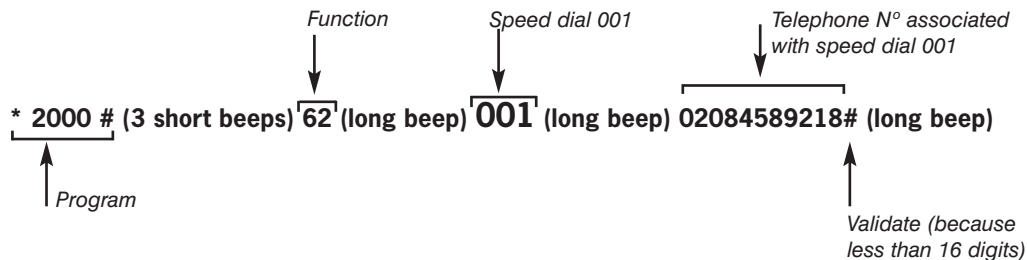 Function
Speed dial 001
Telephone Nº associated
with speed dial 001
* 2000 # (3 short beeps) 62 (long beep) 001 (long beep) 02084589218# (long beep)
Program
Validate (because
less than 16 digits)